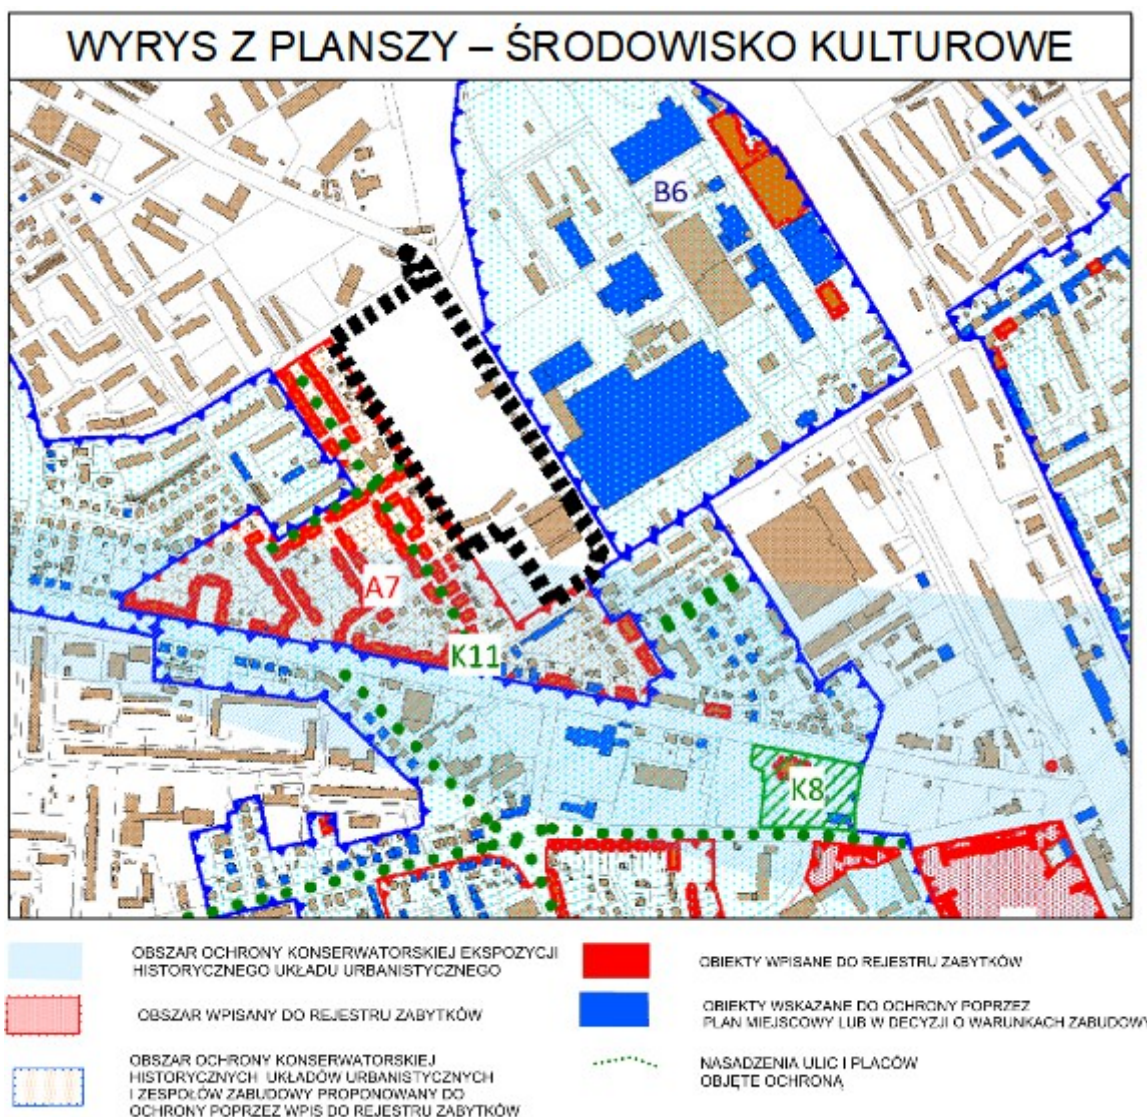 WYRYS Z PLANSZY – ŚRODOWISKO KULTUROWE
B6
A7
K11
K8
OBSZAR OCHRONY KONSERWATORSKIEJ EKSPOZYCJI
HISTORYCZNEGO UKŁADU URBANISTYCZNEGO
OBSZAR WPISANY DO REJESTRU ZABYTKÓW
OBSZAR OCHRONY KONSERWATORSKIEJ
HISTORYCZNYCH UKŁADÓW URBANISTYCZNYCH
I ZESPOŁÓW ZABUDOWY PROPONOWANY DO
OCHRONY POPRZEZ WPIS DO REJESTRU ZABYTKÓW
OBIEKTY WPISANE DO REJESTRU ZABYTKÓW
OBIEKTY WSKAZANE DO OCHRONY POPRZEZ
PLAN MIEJSCOWY LUB W DECYZJI O WARUNKACH ZABUDOWY
NASADZENIA ULIC I PLACÓW
OBJĘTE OCHRONĄ